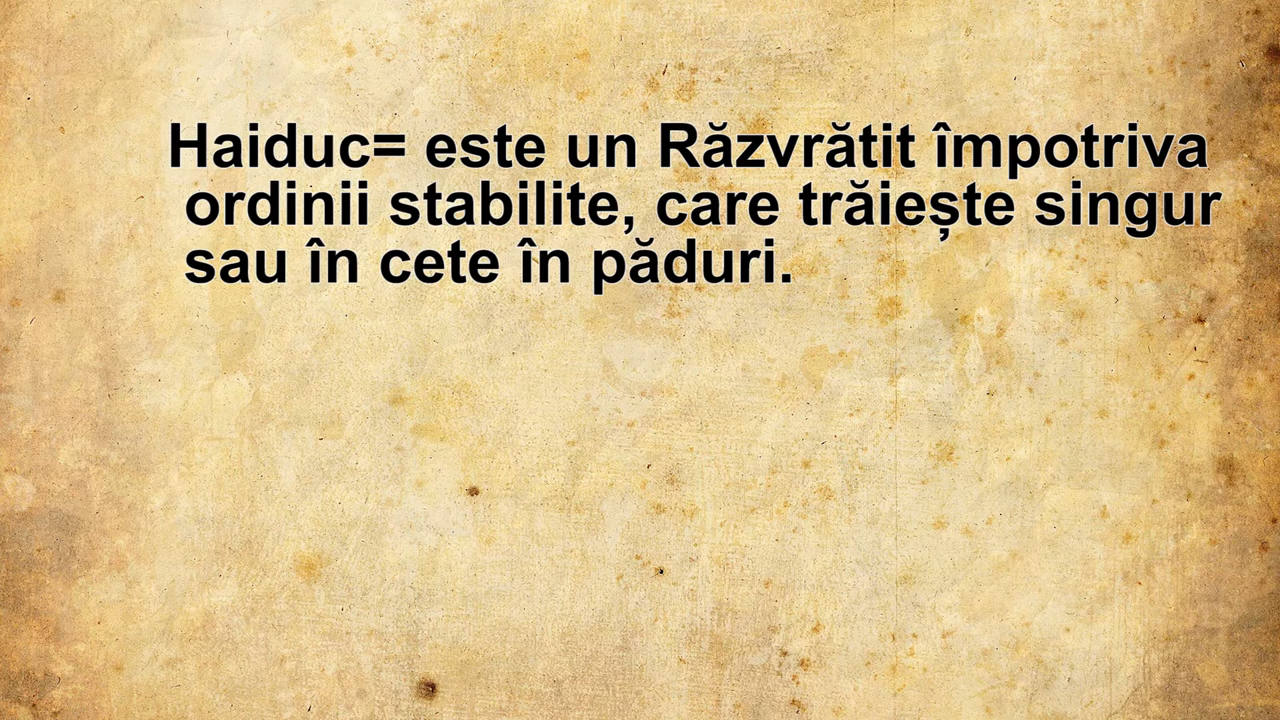 Haiduc= este un Răzvrătit împotriva
ordinii stabilite, care trăiește singur
sau în cete în păduri.